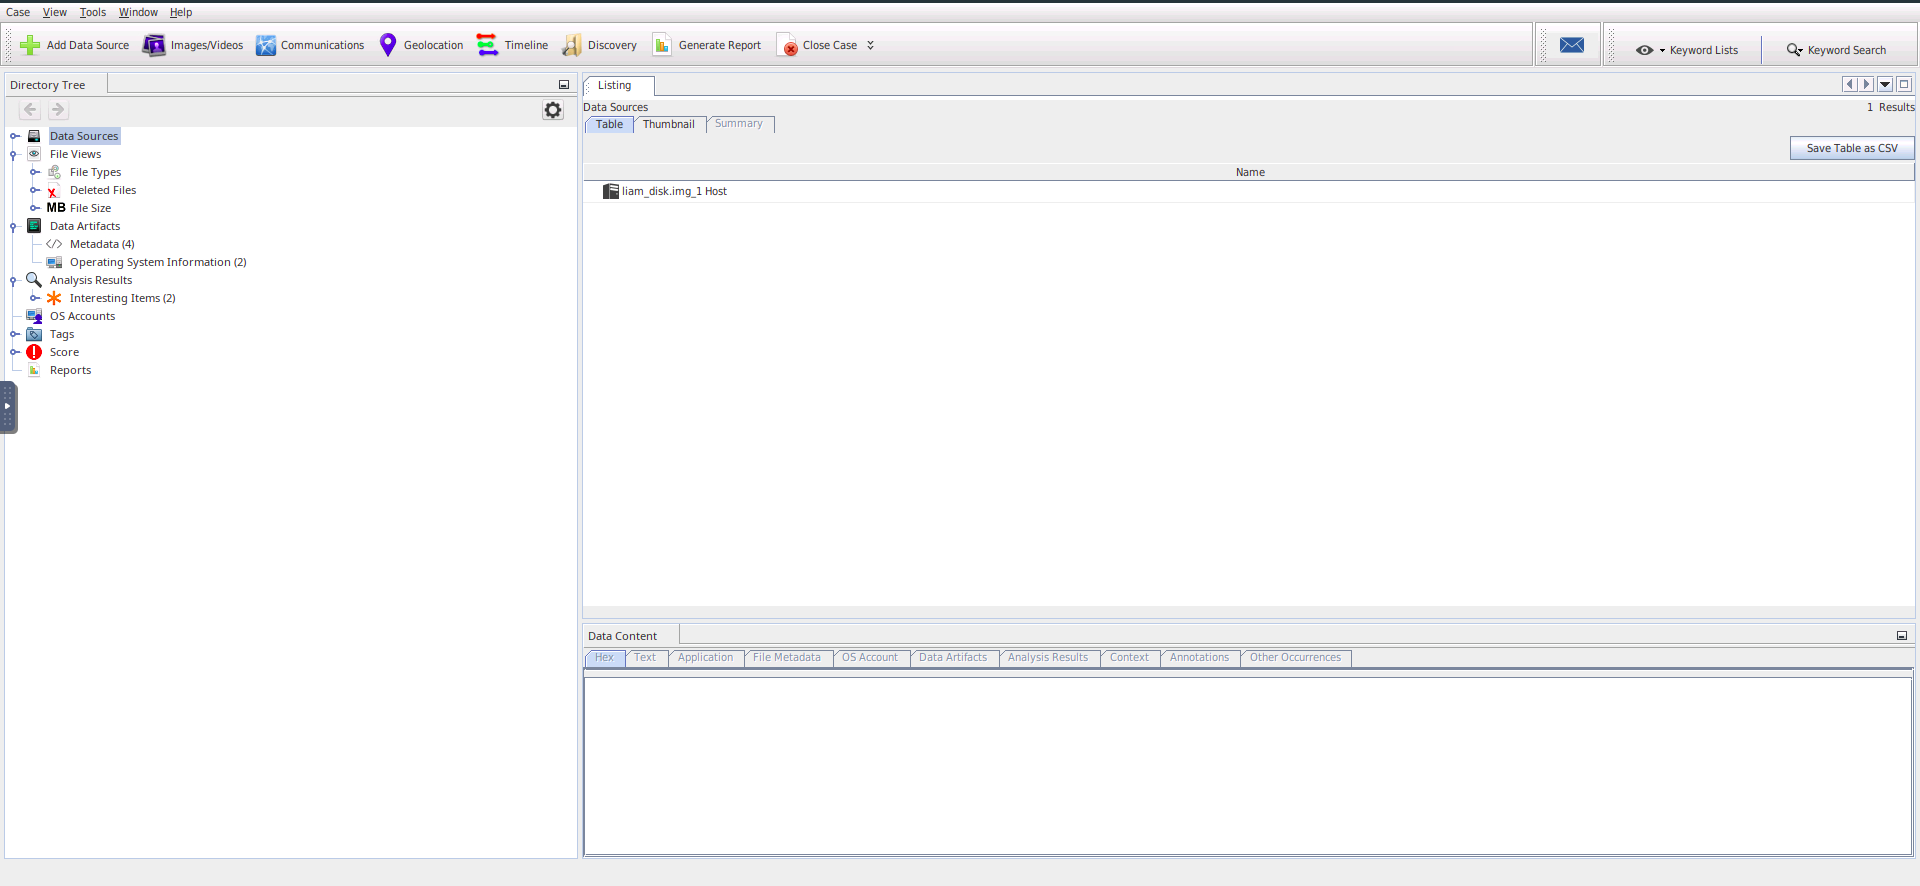 Case View Tools Window Help
Add Data Source Images/Videos Communications Geolocation Timeline Discovery Generate Report Close Case Keyword Lists Keyword Search
Directory Tree
Data Sources
File Views
File Types
Deleted Files
MB File Size
Data Artifacts
Metadata (4)
Operating System Information (2)
Analysis Results
Interesting Items (2)
OS Accounts
Tags
Score
Reports
Listing
Data Sources 1 Results
Table Thumbnail Summary
Save Table as CSV
Name
liam_disk.img_1 Host
Data Content
Hex Text Application File Metadata OS Account Data Artifacts Analysis Results Context Annotations Other Occurrences